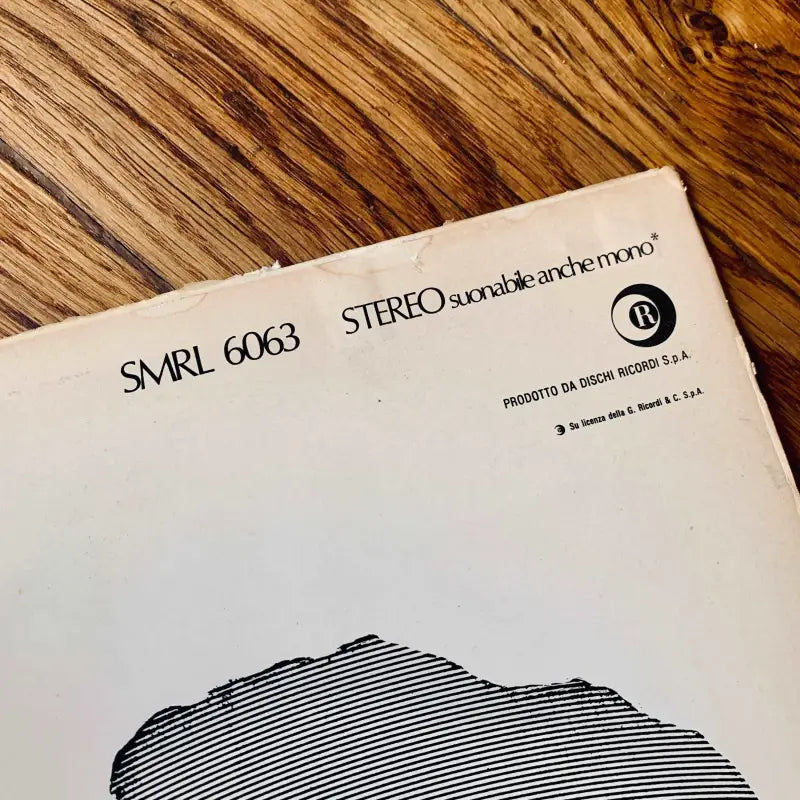 SMRL 6063 STEREO suonabile anche mono*
R
PRODOTTO DA DISCHI RICORDI S.p.A.
Su licenza della G. Ricordi & C. S.p.A.